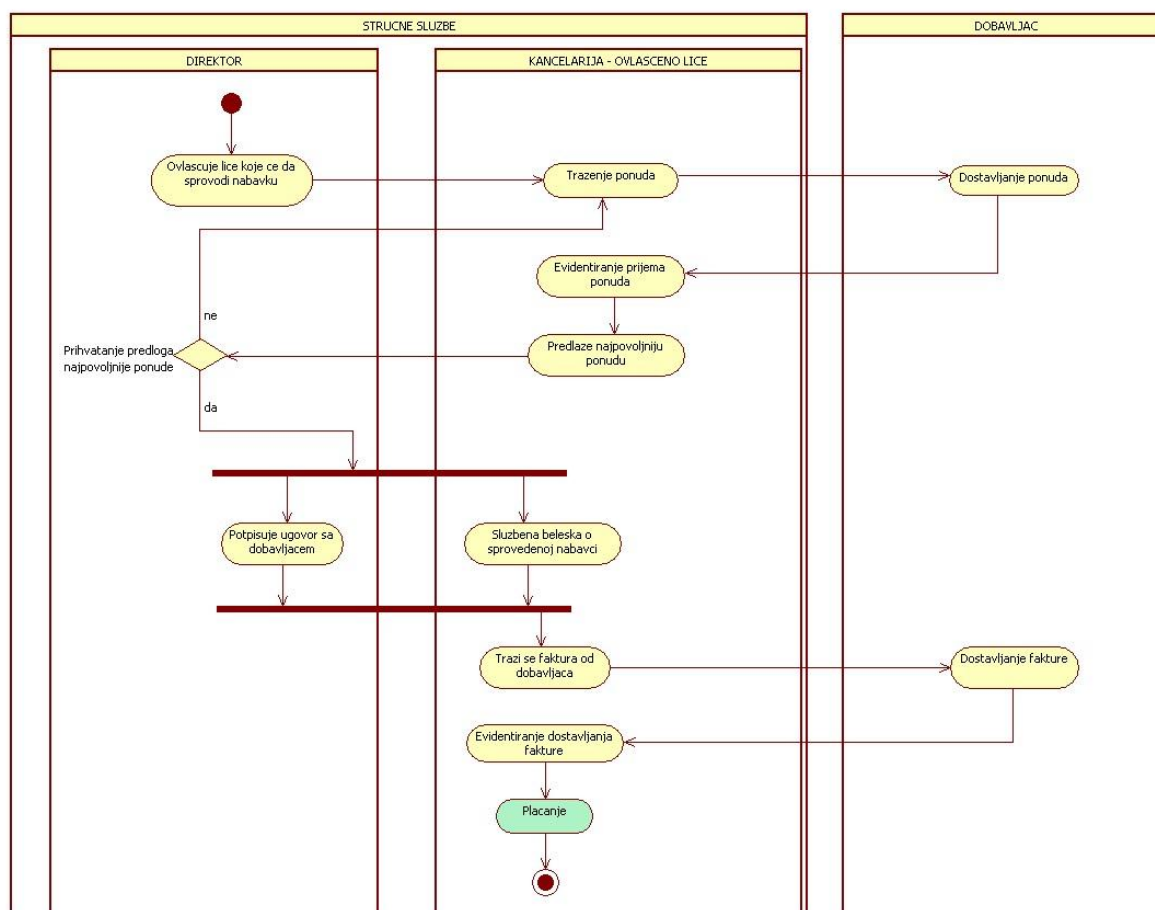 STRUCNE SLUZBE
DOBAVLJAC
DIREKTOR
KANCELARIJA - OVLASCENO LICE
Ovlascuje lice koje ce da
sprovodi nabavku
Trazenje ponuda
Dostavljanje ponuda
Evidentiranje prijema
ponuda
ne
Prihvatanje predloga
najpovoljnije ponude
Predlaze najpovoljniju
ponudu
da
Potpisuje ugovor sa
dobavljacem
Sluzbena beleska o
sprovedenoj nabavci
Trazi se faktura od
dobavljaca
Dostavljanje fakture
Evidentiranje dostavljanja
fakture
Placanje